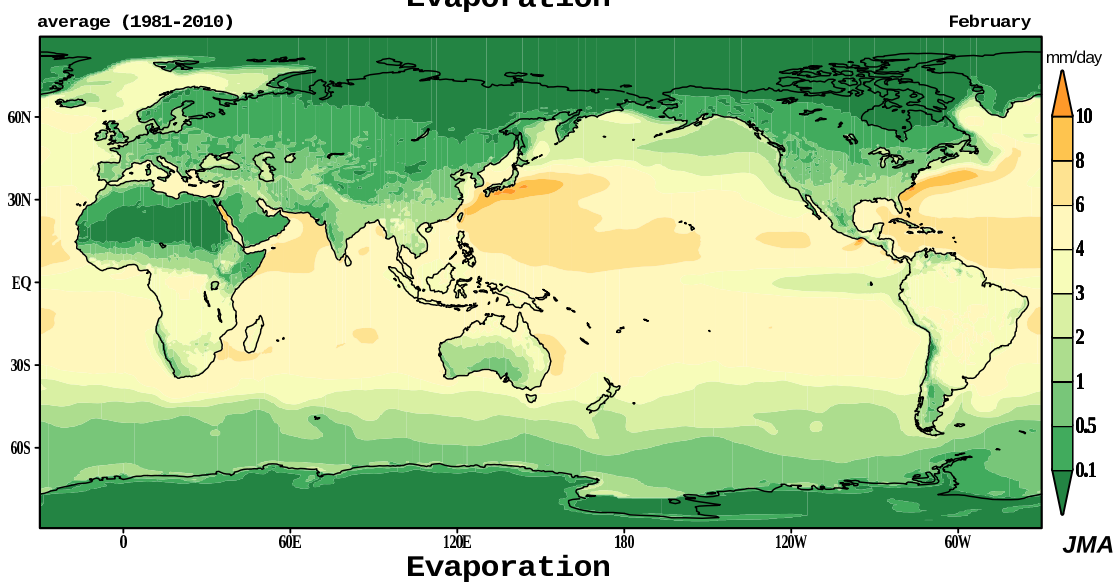 Evaporation
average (1981-2010) February
mm/day
10
8
6
4
3
2
1
0.5
0.1
60N
30N
EQ
30S
60S
0 60E 120E 180 120W 60W
JMA
Evaporation